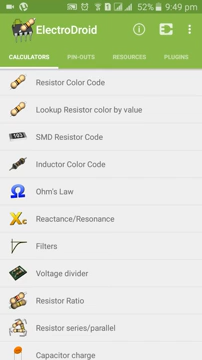 52% 9:49 pm
ElectroDroid
CALCULATORS PIN-OUTS RESOURCES PLUGINS
Resistor Color Code
Lookup Resistor color by value
103 SMD Resistor Code
Inductor Color Code
Ω Ohm's Law
Xc Reactance/Resonance
Filters
Voltage divider
Resistor Ratio
Resistor series/parallel
Capacitor charge